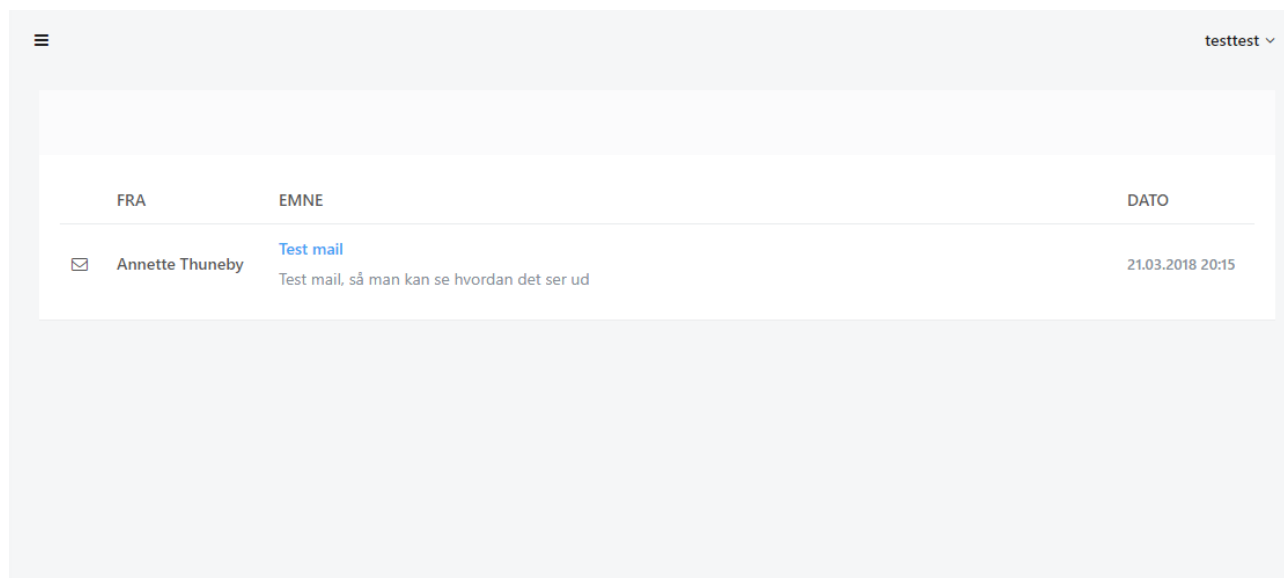 testtest
FRA EMNE DATO
Test mail
Annette Thuneby 21.03.2018 20:15
Test mail, så man kan se hvordan det ser ud